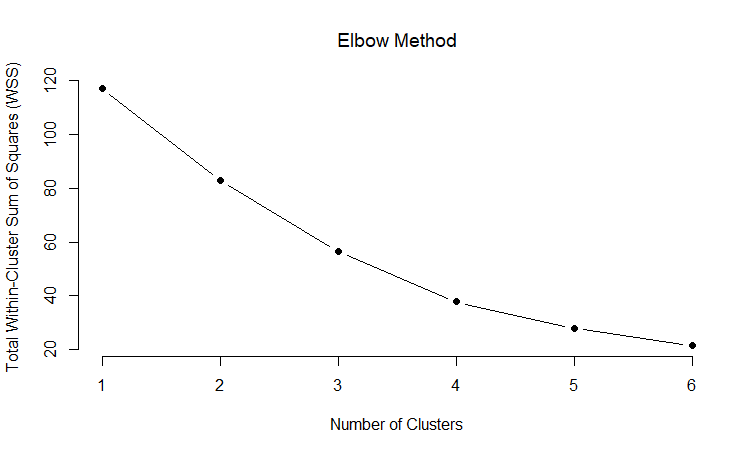 Elbow Method
Total Within-Cluster Sum of Squares (WSS)
120
100
80
60
40
20
1 2 3 4 5 6
Number of Clusters